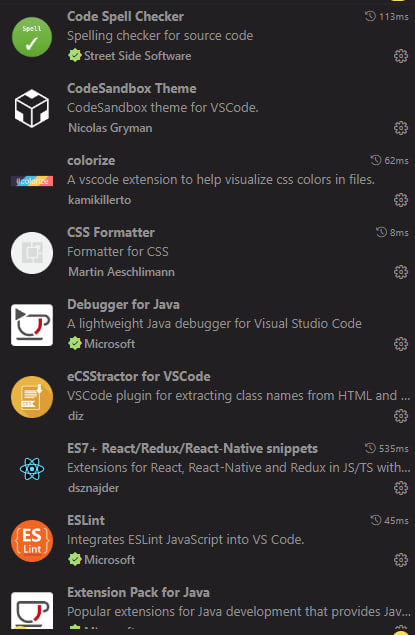 Code Spell Checker 113ms
Spell
Spelling checker for source code
Street Side Software
CodeSandbox Theme
CodeSandbox theme for VSCode.
Nicolas Gryman
colorize 62ms
#colorize
A vscode extension to help visualize css colors in files.
kamikillerto
CSS Formatter 8ms
Formatter for CSS
Martin Aeschlimann
Debugger for Java
A lightweight Java debugger for Visual Studio Code
Microsoft
eCSStractor for VSCode
VSCode plugin for extracting class names from HTML and ...
diz
ES7+ React/Redux/React-Native snippets 535ms
Extensions for React, React-Native and Redux in JS/TS with...
dsznajder
ESLint 45ms
ES
Lint
Integrates ESLint JavaScript into VS Code.
Microsoft
Extension Pack for Java
Popular extensions for Java development that provides Jav...
Microsoft